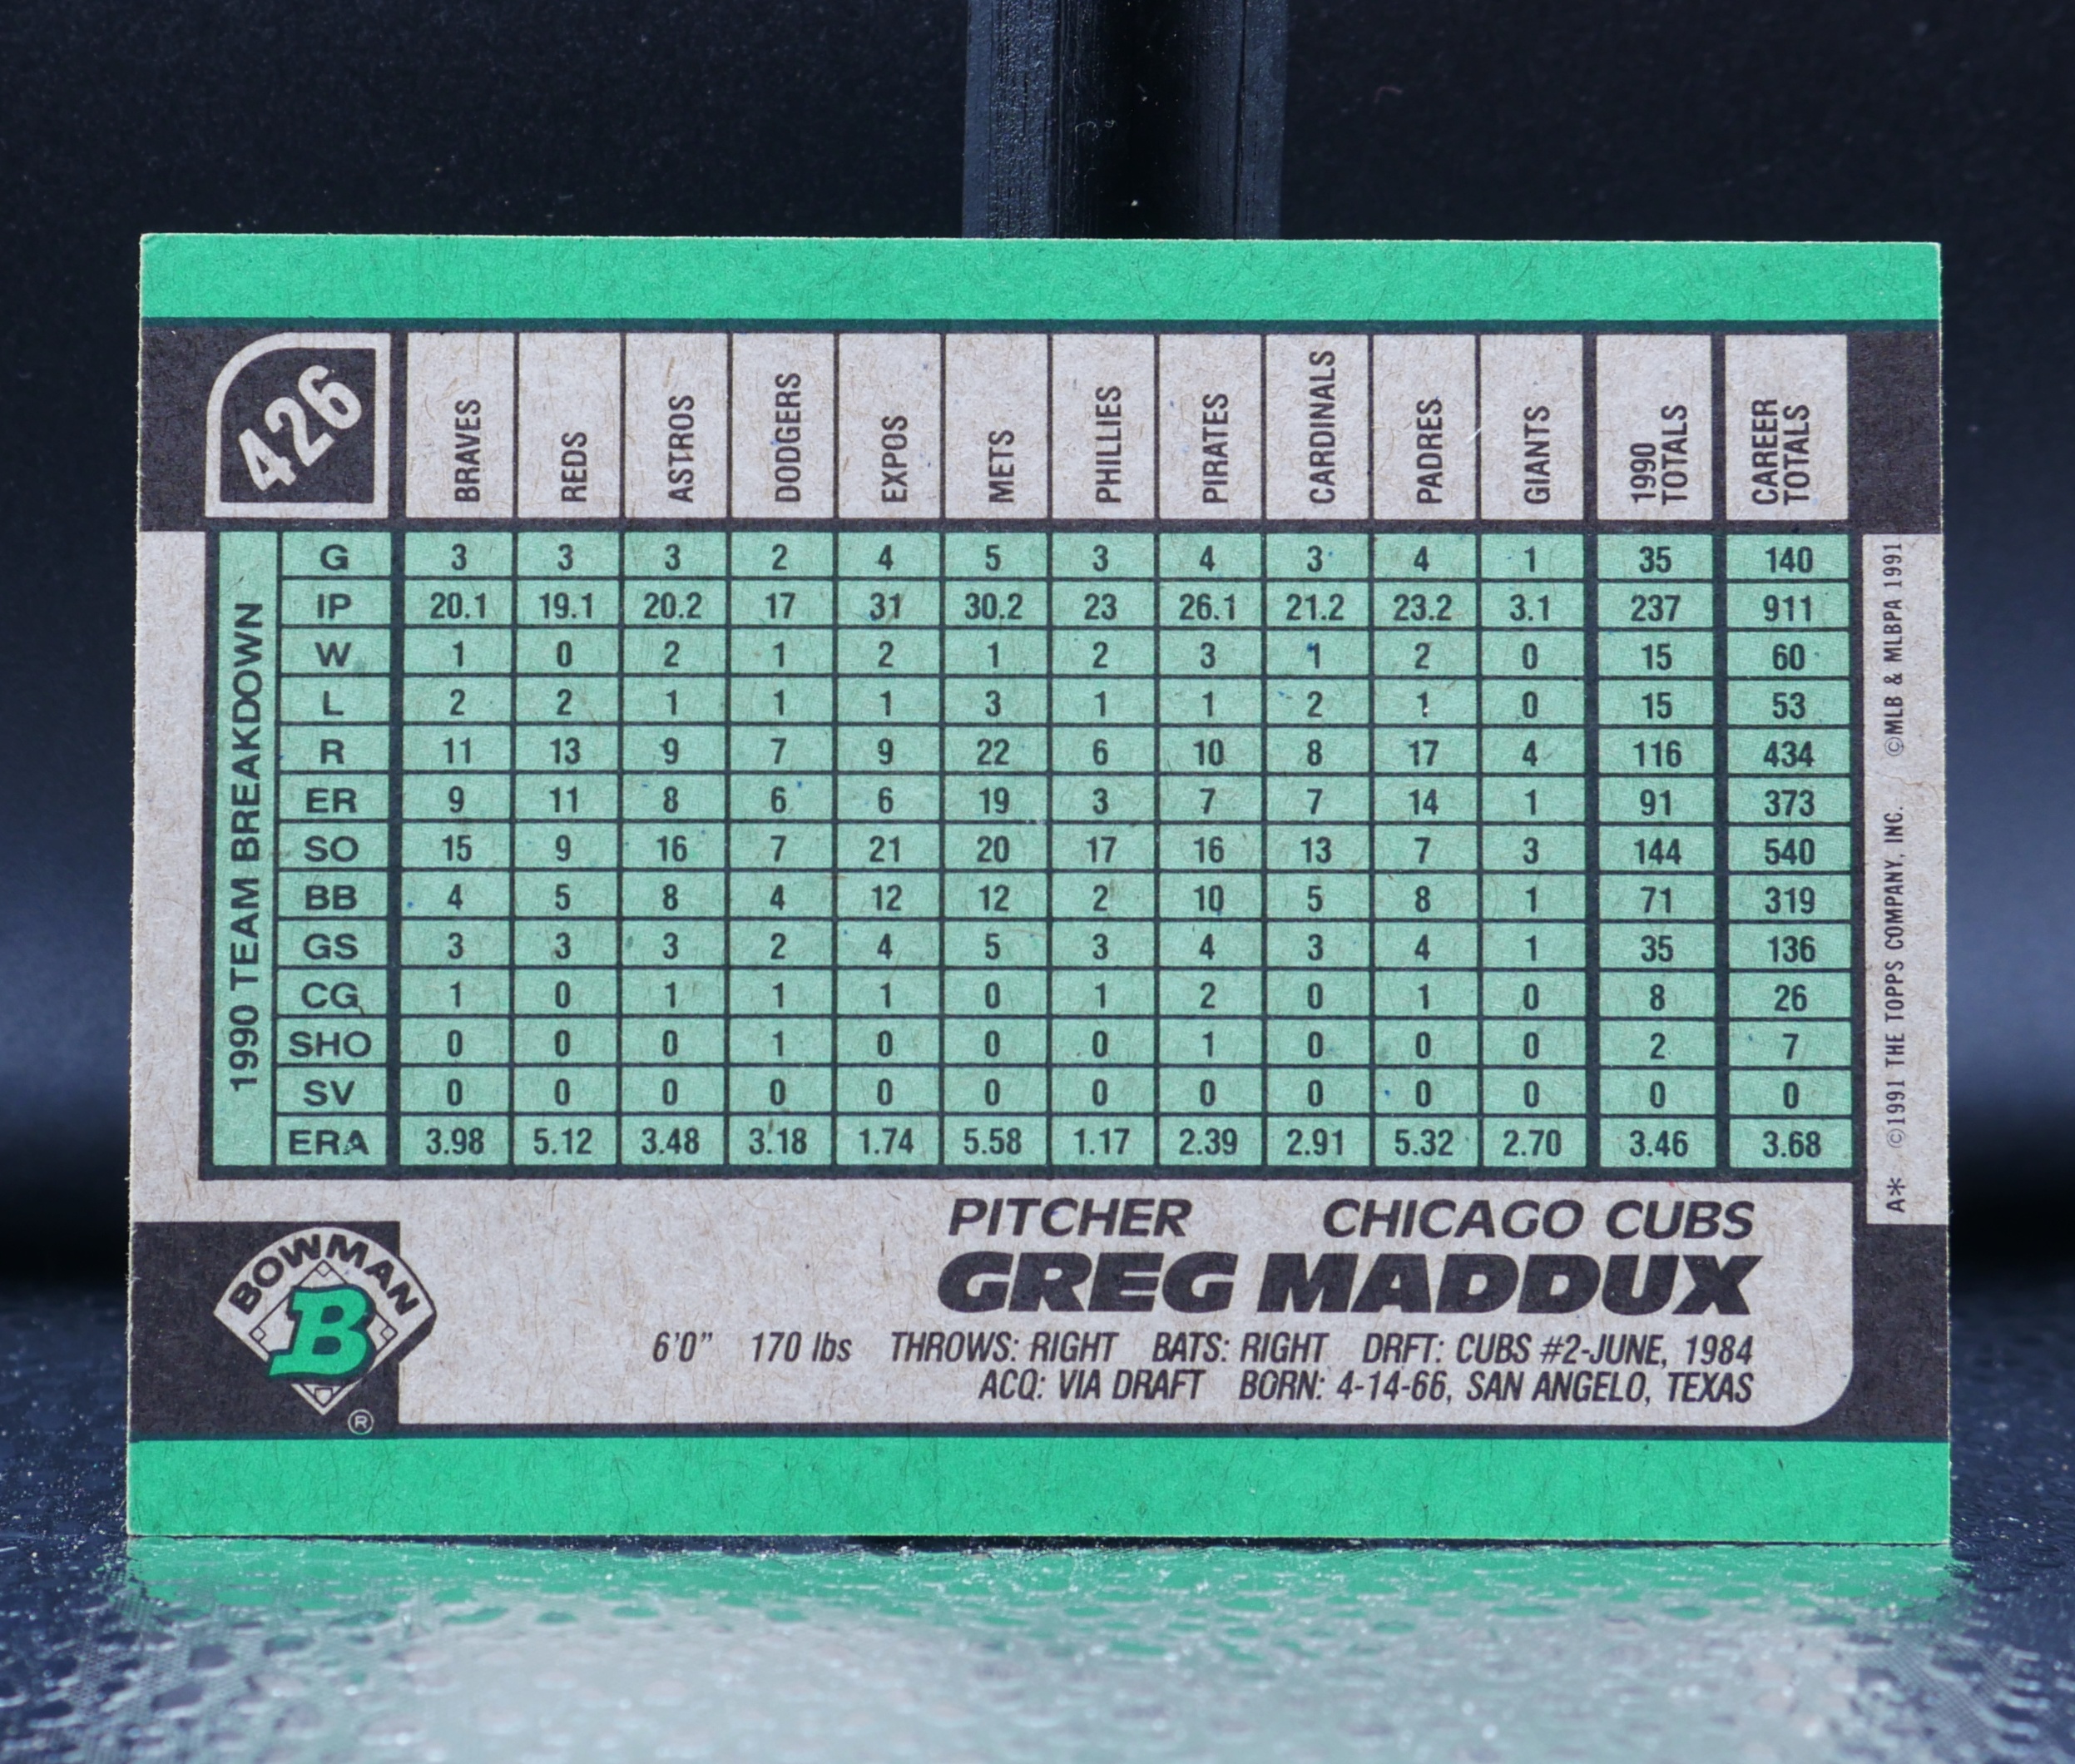 426 BRAVES REDS ASTROS DODGERS EXPOS METS PHILLIES PIRATES CARDINALS PADRES GIANTS 1990 TOTALS CAREER TOTALS
1990 TEAM BREAKDOWN
G 3 3 3 2 4 5 3 4 3 4 1 35 140
IP 20.1 19.1 20.2 17 31 30.2 23 26.1 21.2 23.2 3.1 237 911
W 1 0 2 1 2 1 2 3 1 2 0 15 60
L 2 2 1 1 1 3 1 1 2 1 0 15 53
R 11 13 9 7 9 22 6 10 8 17 4 116 434
ER 9 11 8 6 6 19 3 7 7 14 1 91 373
SO 15 9 16 7 21 20 17 16 13 7 3 144 540
BB 4 5 8 4 12 12 2 10 5 8 1 71 319
GS 3 3 3 2 4 5 3 4 3 4 1 35 136
CG 1 0 1 1 1 0 1 2 0 1 0 8 26
SHO 0 0 0 1 0 0 0 1 0 0 0 2 7
SV 0 0 0 0 0 0 0 0 0 0 0 0 0
ERA 3.98 5.12 3.48 3.18 1.74 5.58 1.17 2.39 2.91 5.32 2.70 3.46 3.68
A* ©1991 THE TOPPS COMPANY, INC. ©MLB & MLBPA 1991
PITCHER CHICAGO CUBS
GREG MADDUX
6'0" 170 lbs THROWS: RIGHT BATS: RIGHT DRFT: CUBS #2-JUNE, 1984
ACQ: VIA DRAFT BORN: 4-14-66, SAN ANGELO, TEXAS
BOWMAN
B
®